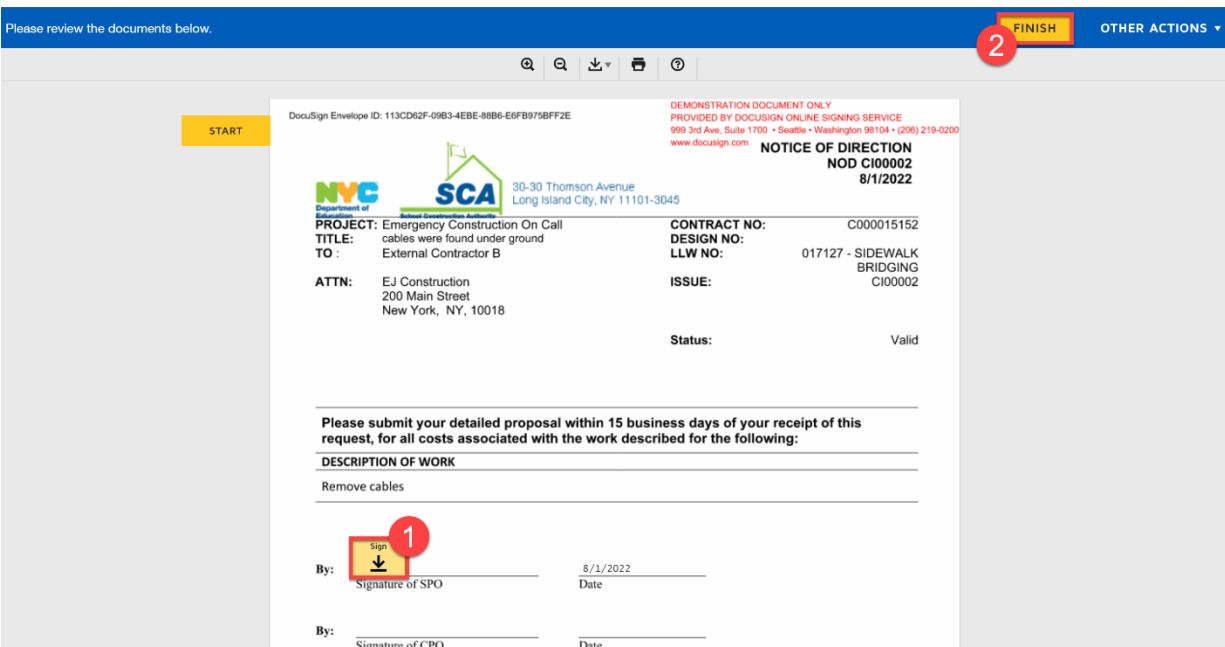 Please review the documents below.
FINISH
OTHER ACTIONS
2
START
DocuSign Envelope ID: 113CD62F-09B3-4EBE-88B6-E6FB975BFF2E
DEMONSTRATION DOCUMENT ONLY
PROVIDED BY DOCUSIGN ONLINE SIGNING SERVICE
999 3rd Ave, Suite 1700 • Seattle • Washington 98104 • (206) 219-0200
www.docusign.com
NOTICE OF DIRECTION
NOD CI00002
8/1/2022
NYC
Department of
Education
SCA
School Construction Authority
30-30 Thomson Avenue
Long Island City, NY 11101-3045
PROJECT: Emergency Construction On Call
TITLE: cables were found under ground
TO : External Contractor B
ATTN: EJ Construction
200 Main Street
New York, NY, 10018
CONTRACT NO: C000015152
DESIGN NO:
LLW NO: 017127 - SIDEWALK
BRIDGING
ISSUE: CI00002
Status: Valid
Please submit your detailed proposal within 15 business days of your receipt of this
request, for all costs associated with the work described for the following:
DESCRIPTION OF WORK
Remove cables
1
Sign
By: 8/1/2022
Signature of SPO Date
By:
Signature of CPO Date